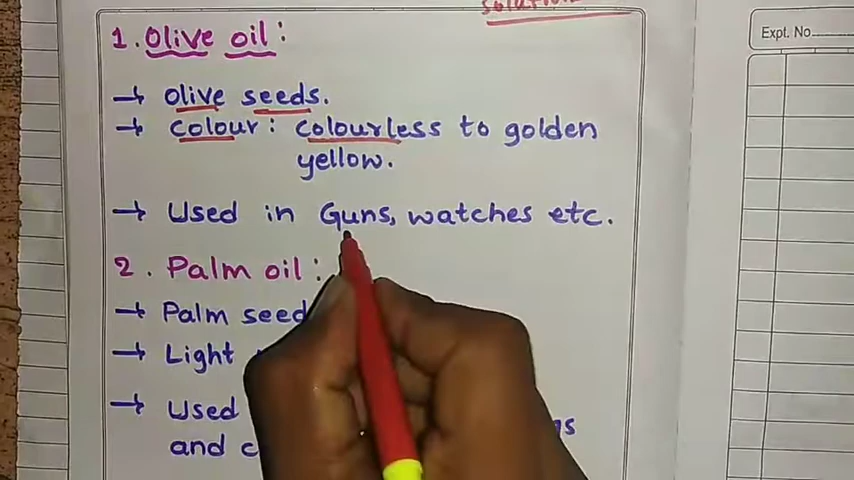 1. Olive oil:
→ olive seeds.
→ colour: colourless to golden
yellow.
→ Used in Guns, watches etc.
2. Palm oil:
→ Palm
→ Light
→ Used
and
Expt. No.